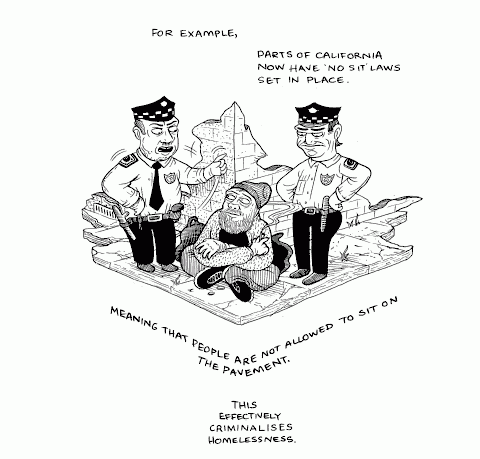 FOR EXAMPLE,
PARTS OF CALIFORNIA
NOW HAVE 'NO SIT' LAWS
SET IN PLACE.
MEANING THAT PEOPLE ARE NOT ALLOWED TO SIT ON
THE PAVEMENT.
THIS
EFFECTIVELY
CRIMINALISES
HOMELESSNESS.